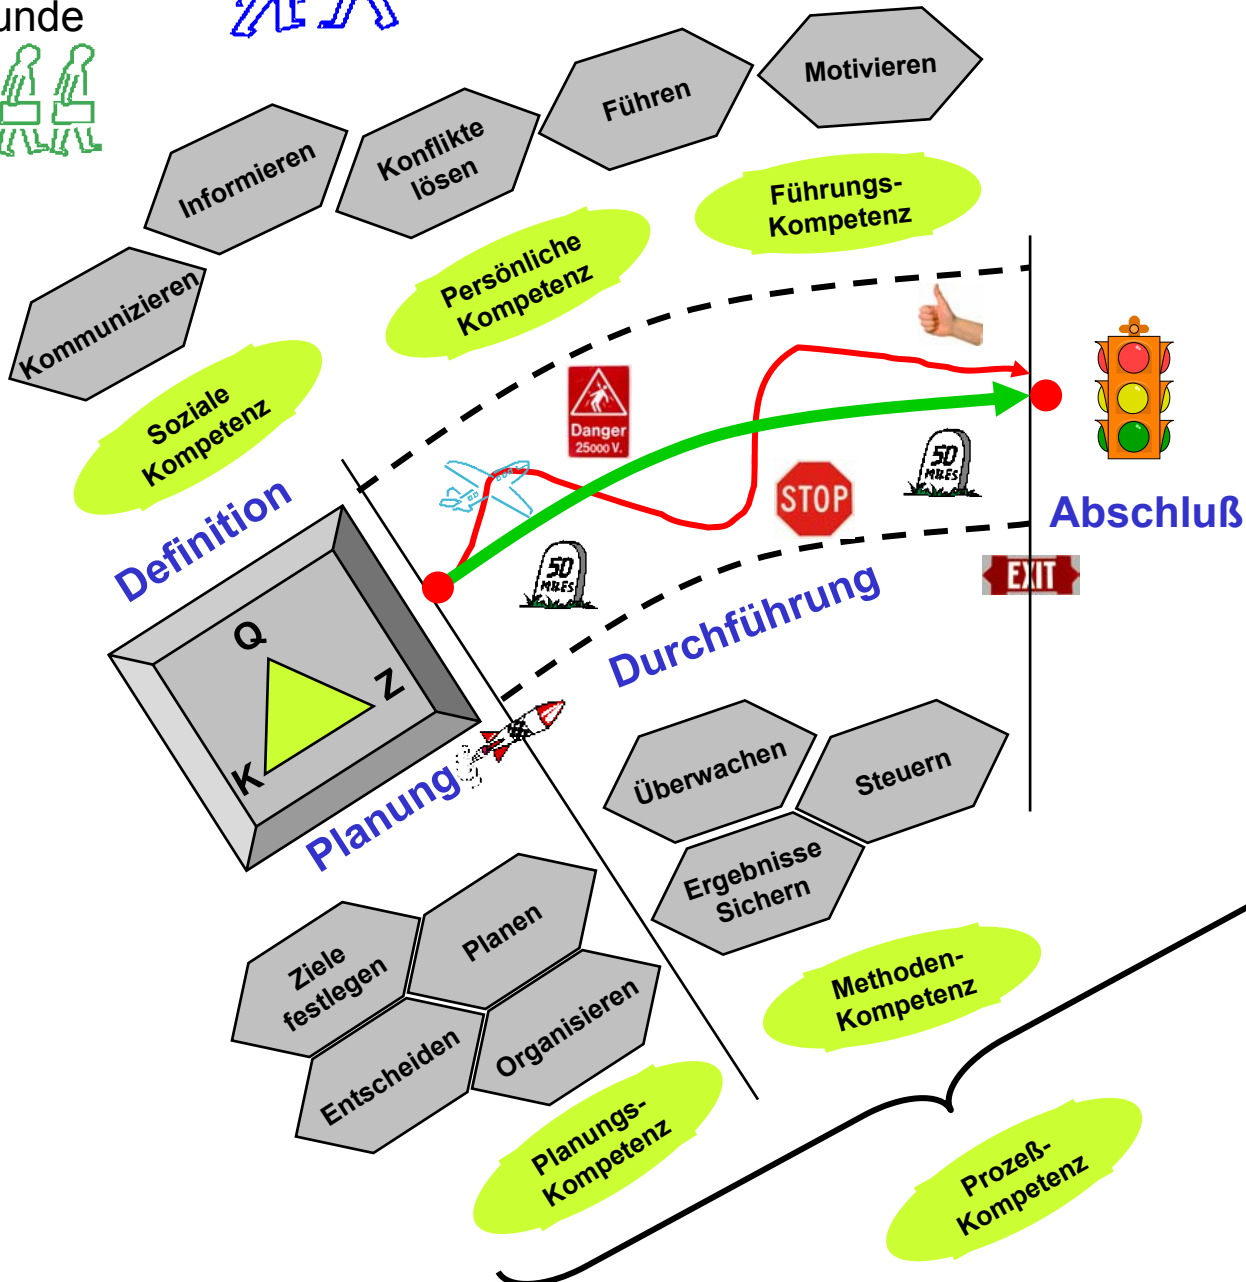 unde
Motivieren
Führen
Konflikte
lösen
Informieren
Kommunizieren
Führungs-
Kompetenz
Persönliche
Kompetenz
Soziale
Kompetenz
Danger
25000 V.
50
MILES
STOP
Abschluß
Definition
50
MILES
EXIT
Durchführung
Q
Z
K
Planung
Überwachen
Steuern
Ergebnisse
Sichern
Ziele
festlegen
Planen
Entscheiden
Organisieren
Methoden-
Kompetenz
Planungs-
Kompetenz
Prozeß-
Kompetenz